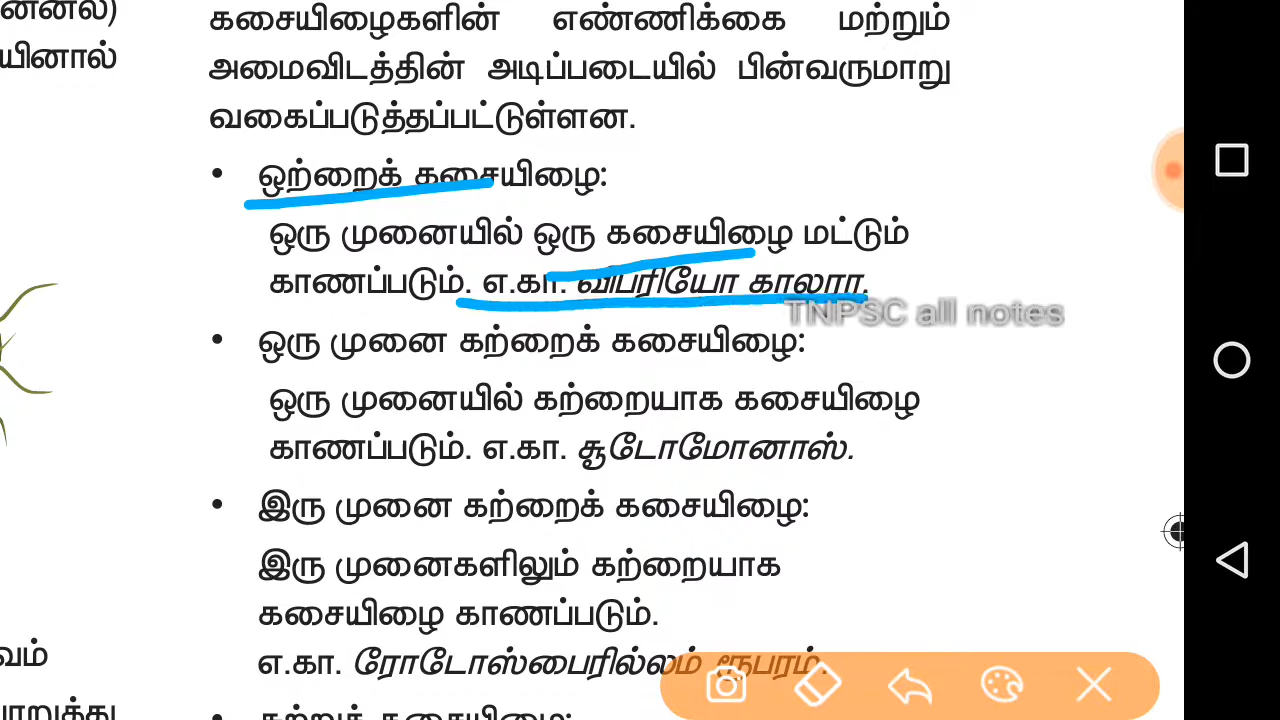 னைல)
யினால்
கசையிழைகளின் எண்ணிக்கை மற்றும்
அமைவிடத்தின் அடிப்படையில் பின்வருமாறு
வகைப்படுத்தப்பட்டுள்ளன.
• ஒற்றைக் கசையிழை:
ஒரு முனையில் ஒரு கசையிழை மட்டும்
காணப்படும். எ.கா. விப்ரியோ காலரா.
TNPSC all notes
• ஒரு முனை கற்றைக் கசையிழை:
ஒரு முனையில் கற்றையாக கசையிழை
காணப்படும். எ.கா. சூடோமோனாஸ்.
• இரு முனை கற்றைக் கசையிழை:
இரு முனைகளிலும் கற்றையாக
கசையிழை காணப்படும்.
எ.கா. ரோடோஸ்பைரில்லம் ரூபரம்.
வம்